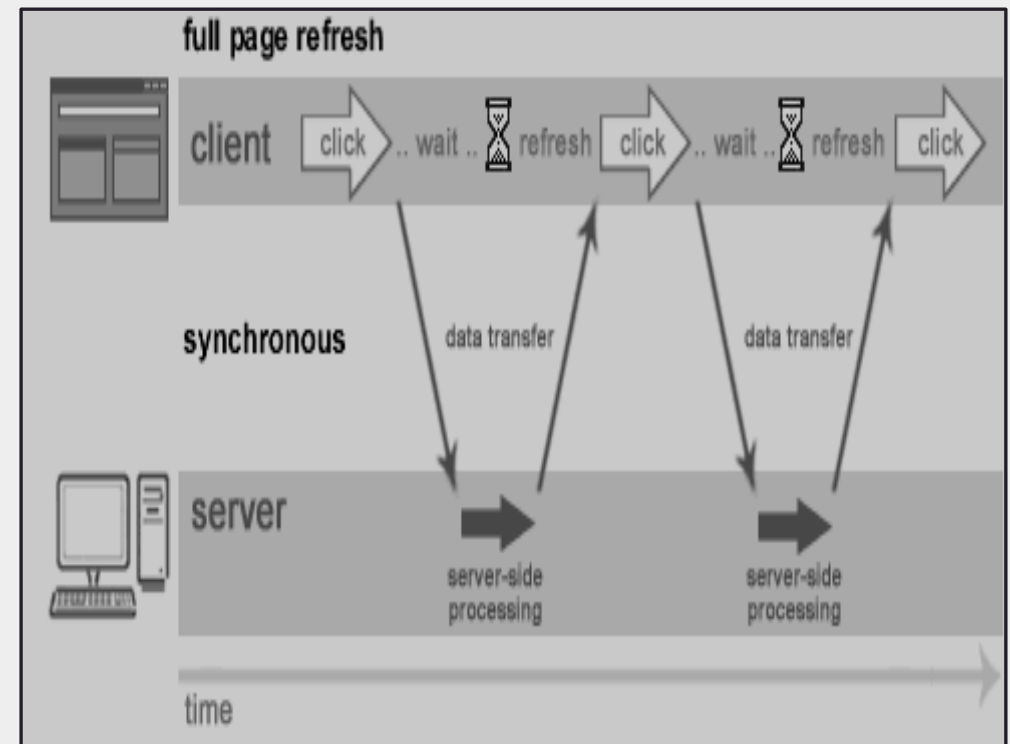 full page refresh
client click .. wait .. refresh click .. wait .. refresh click
synchronous data transfer data transfer
server
server-side server-side
processing processing
time